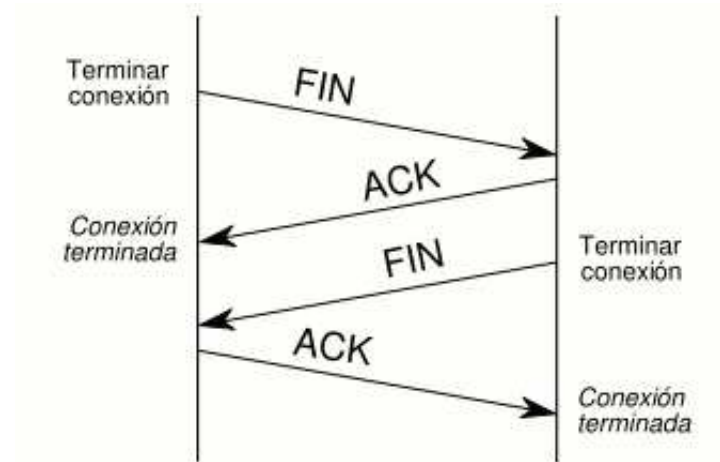 Terminar
conexión
FIN
ACK
Conexión
terminada
FIN
Terminar
conexión
ACK
Conexión
terminada